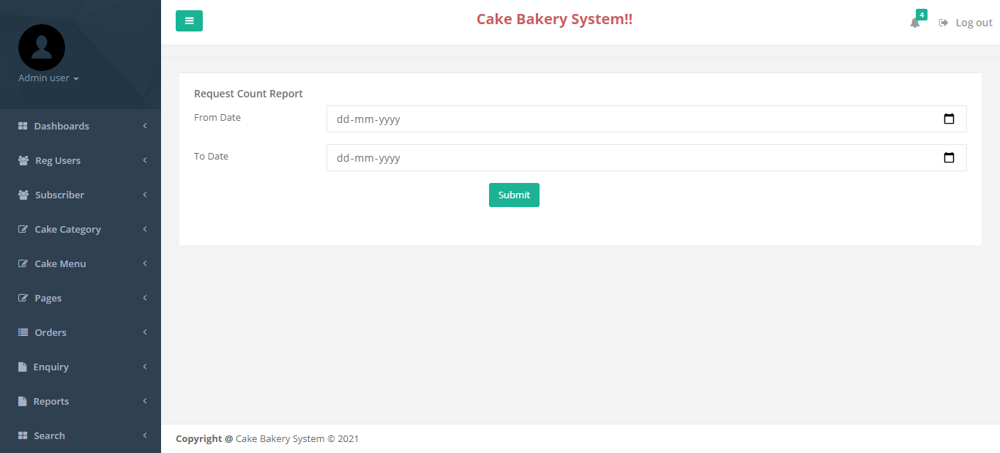 Cake Bakery System!!
4
Log out
Admin user
Dashboards
Reg Users
Subscriber
Cake Category
Cake Menu
Pages
Orders
Enquiry
Reports
Search
Request Count Report
From Date
dd-mm-yyyy
To Date
dd-mm-yyyy
Submit
Copyright @ Cake Bakery System © 2021